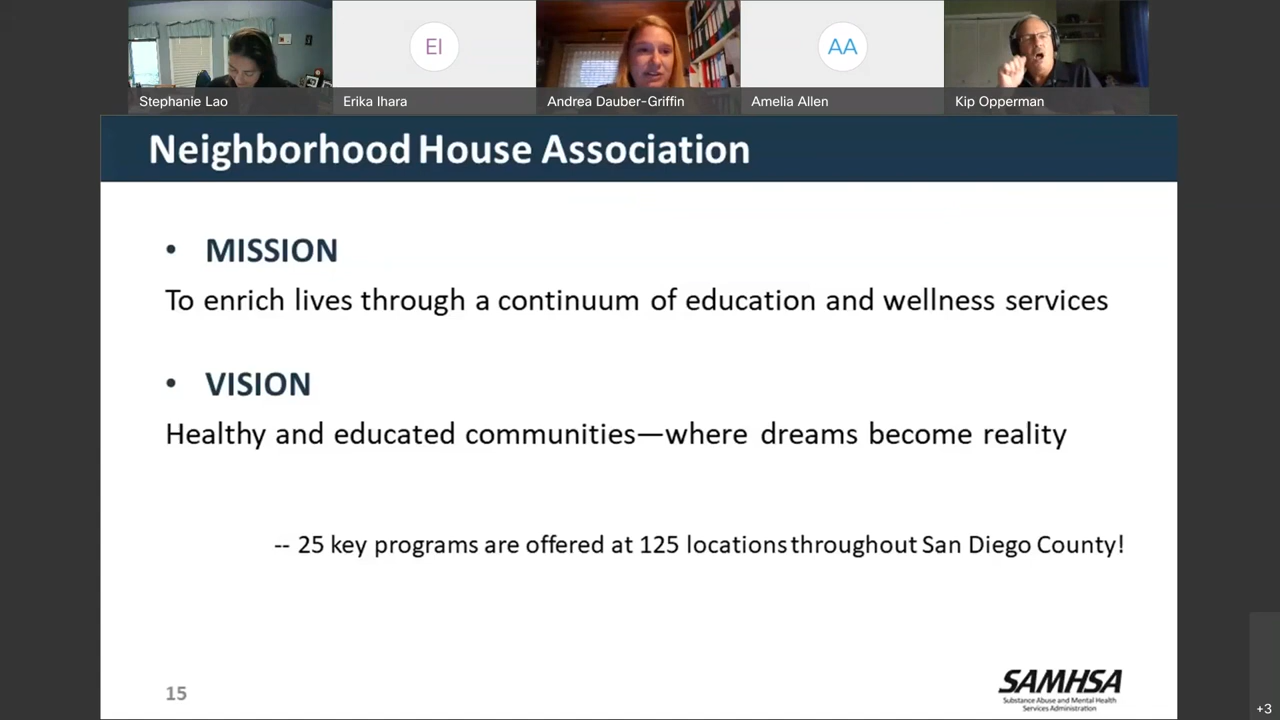 EI
AA
Stephanie Lao
Erika Ihara
Andrea Dauber-Griffin
Amelia Allen
Kip Opperman
Neighborhood House Association
• MISSION
To enrich lives through a continuum of education and wellness services
• VISION
Healthy and educated communities—where dreams become reality
-- 25 key programs are offered at 125 locations throughout San Diego County!
15
SAMHSA
Substance Abuse and Mental Health
Services Administration
+3